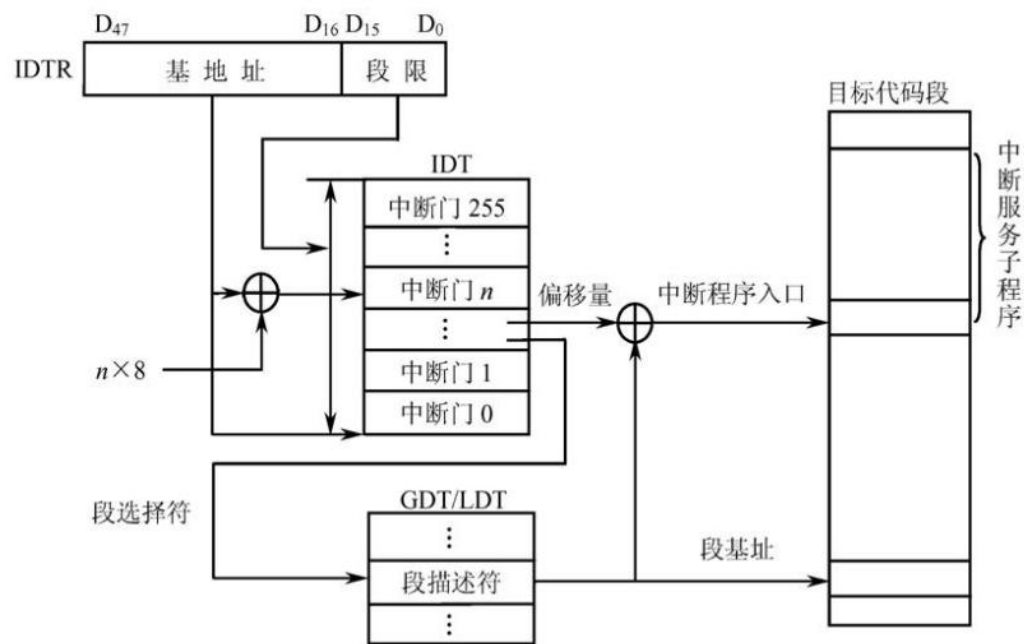 D47 D16 D15 D0
IDTR 基地址 段限
目标代码段
IDT
中断门 255
⋮
中断门 n
⋮
中断门 1
中断门 0
n×8
偏移量
中断程序入口
中断服务子程序
段选择符
GDT/LDT
⋮
段描述符
⋮
段基址